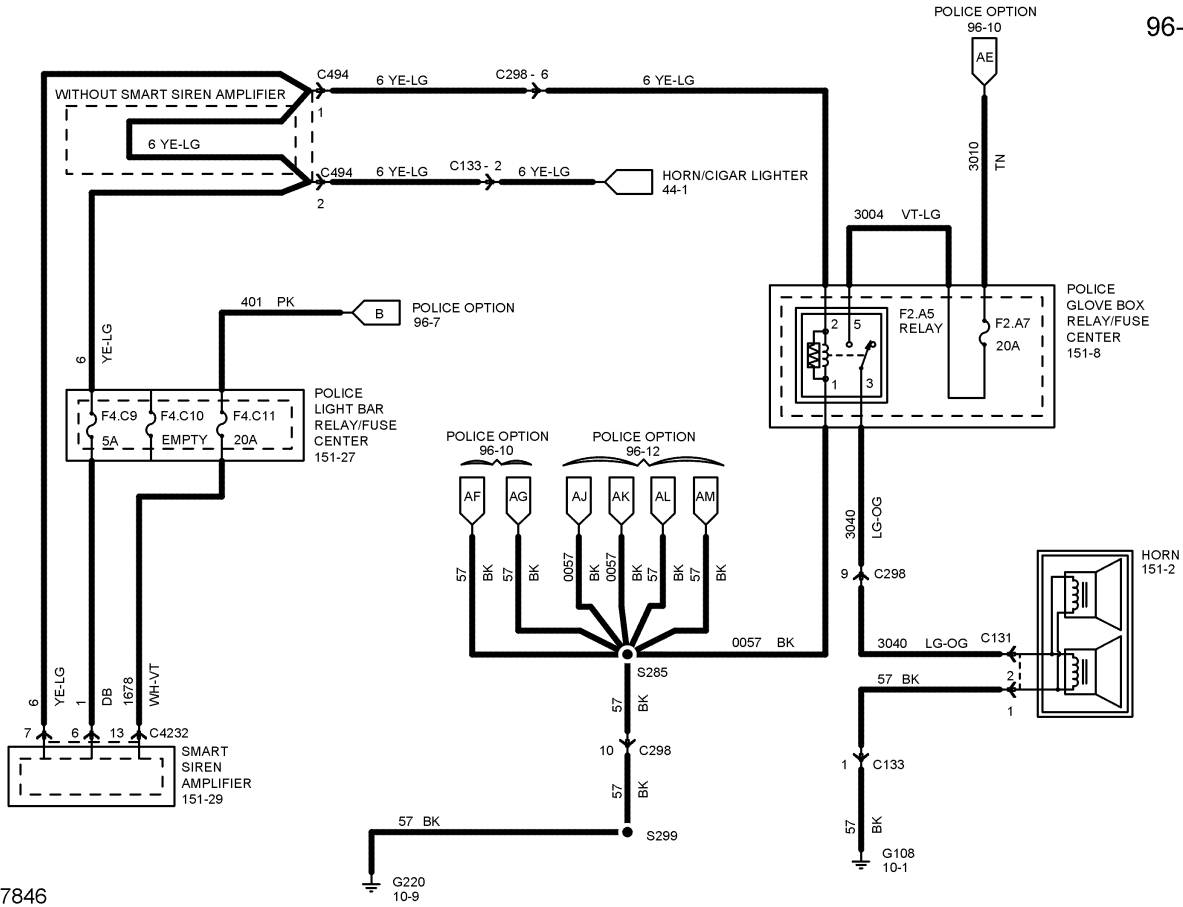 POLICE OPTION
96-10
96-
AE
C494
6 YE-LG
C298 - 6
6 YE-LG
WITHOUT SMART SIREN AMPLIFIER
1
6 YE-LG
3010
TN
C494
6 YE-LG
C133 - 2
6 YE-LG
HORN/CIGAR LIGHTER
44-1
2
3004 VT-LG
POLICE
GLOVE BOX
RELAY/FUSE
CENTER
151-8
F2.A5
RELAY
2
5
1
3
F2.A7
20A
401 PK
B
POLICE OPTION
96-7
6
YE-LG
POLICE
LIGHT BAR
RELAY/FUSE
CENTER
151-27
F4.C9
5A
F4.C10
EMPTY
F4.C11
20A
POLICE OPTION
96-10
POLICE OPTION
96-12
AF
AG
AJ
AK
AL
AM
57
BK
57
BK
0057
BK
0057
BK
57
BK
57
BK
3040
LG-OG
9
C298
HORN
151-2
0057 BK
S285
3040 LG-OG
C131
2
57 BK
1
6
YE-LG
1
DB
1678
WH-VT
57
BK
7
6
13
C4232
10
C298
1
C133
SMART
SIREN
AMPLIFIER
151-29
57
BK
57 BK
S299
57
BK
G108
10-1
G220
10-9
7846